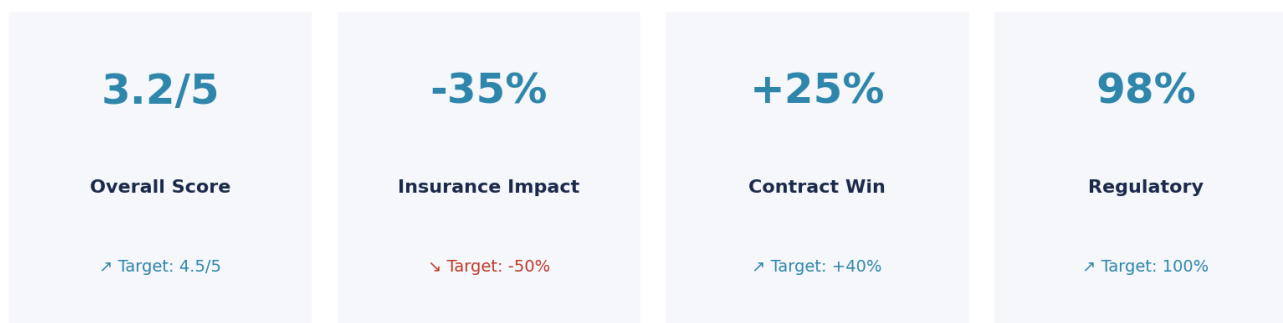 3.2/5
Overall Score
↗ Target: 4.5/5
-35%
Insurance Impact
↘ Target: -50%
+25%
Contract Win
↗ Target: +40%
98%
Regulatory
↗ Target: 100%